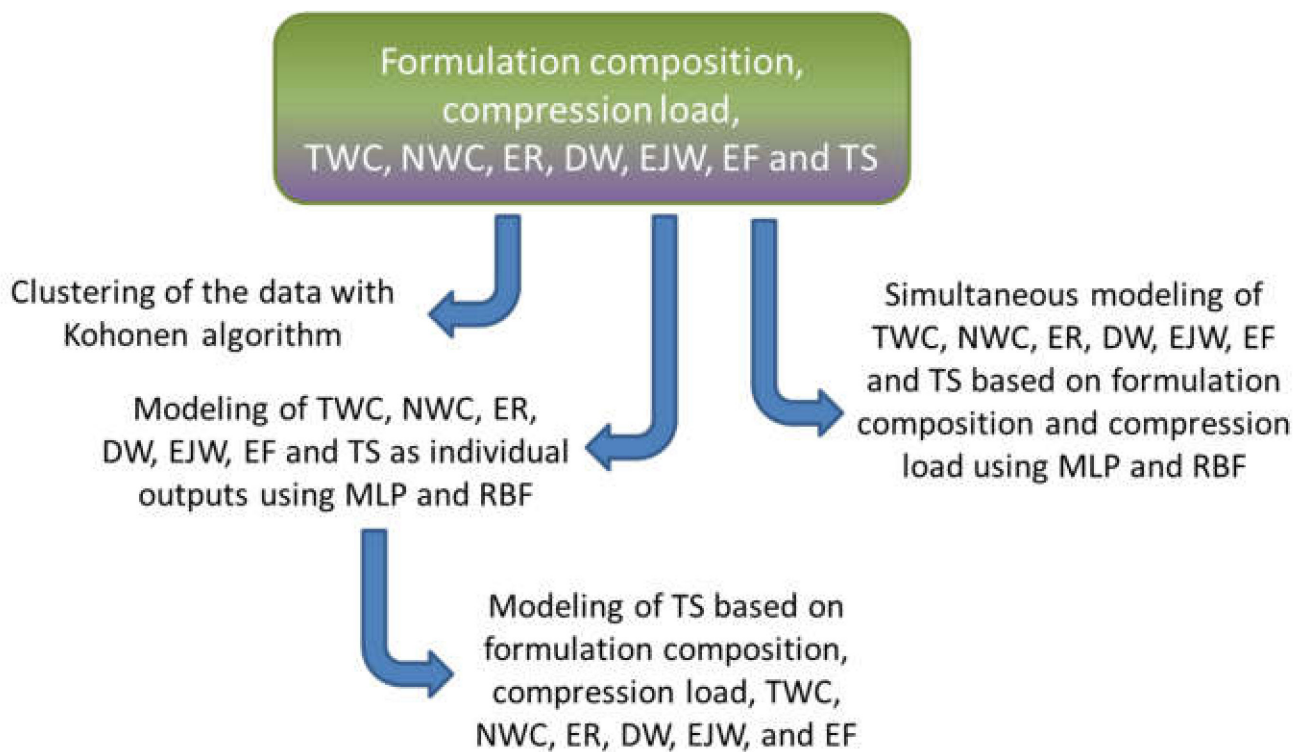 Formulation composition,
compression load,
TWC, NWC, ER, DW, EJW, EF and TS
Clustering of the data with
Kohonen algorithm
Modeling of TWC, NWC, ER,
DW, EJW, EF and TS as individual
outputs using MLP and RBF
Simultaneous modeling of
TWC, NWC, ER, DW, EJW, EF
and TS based on formulation
composition and compression
load using MLP and RBF
Modeling of TS based on
formulation composition,
compression load, TWC,
NWC, ER, DW, EJW, and EF